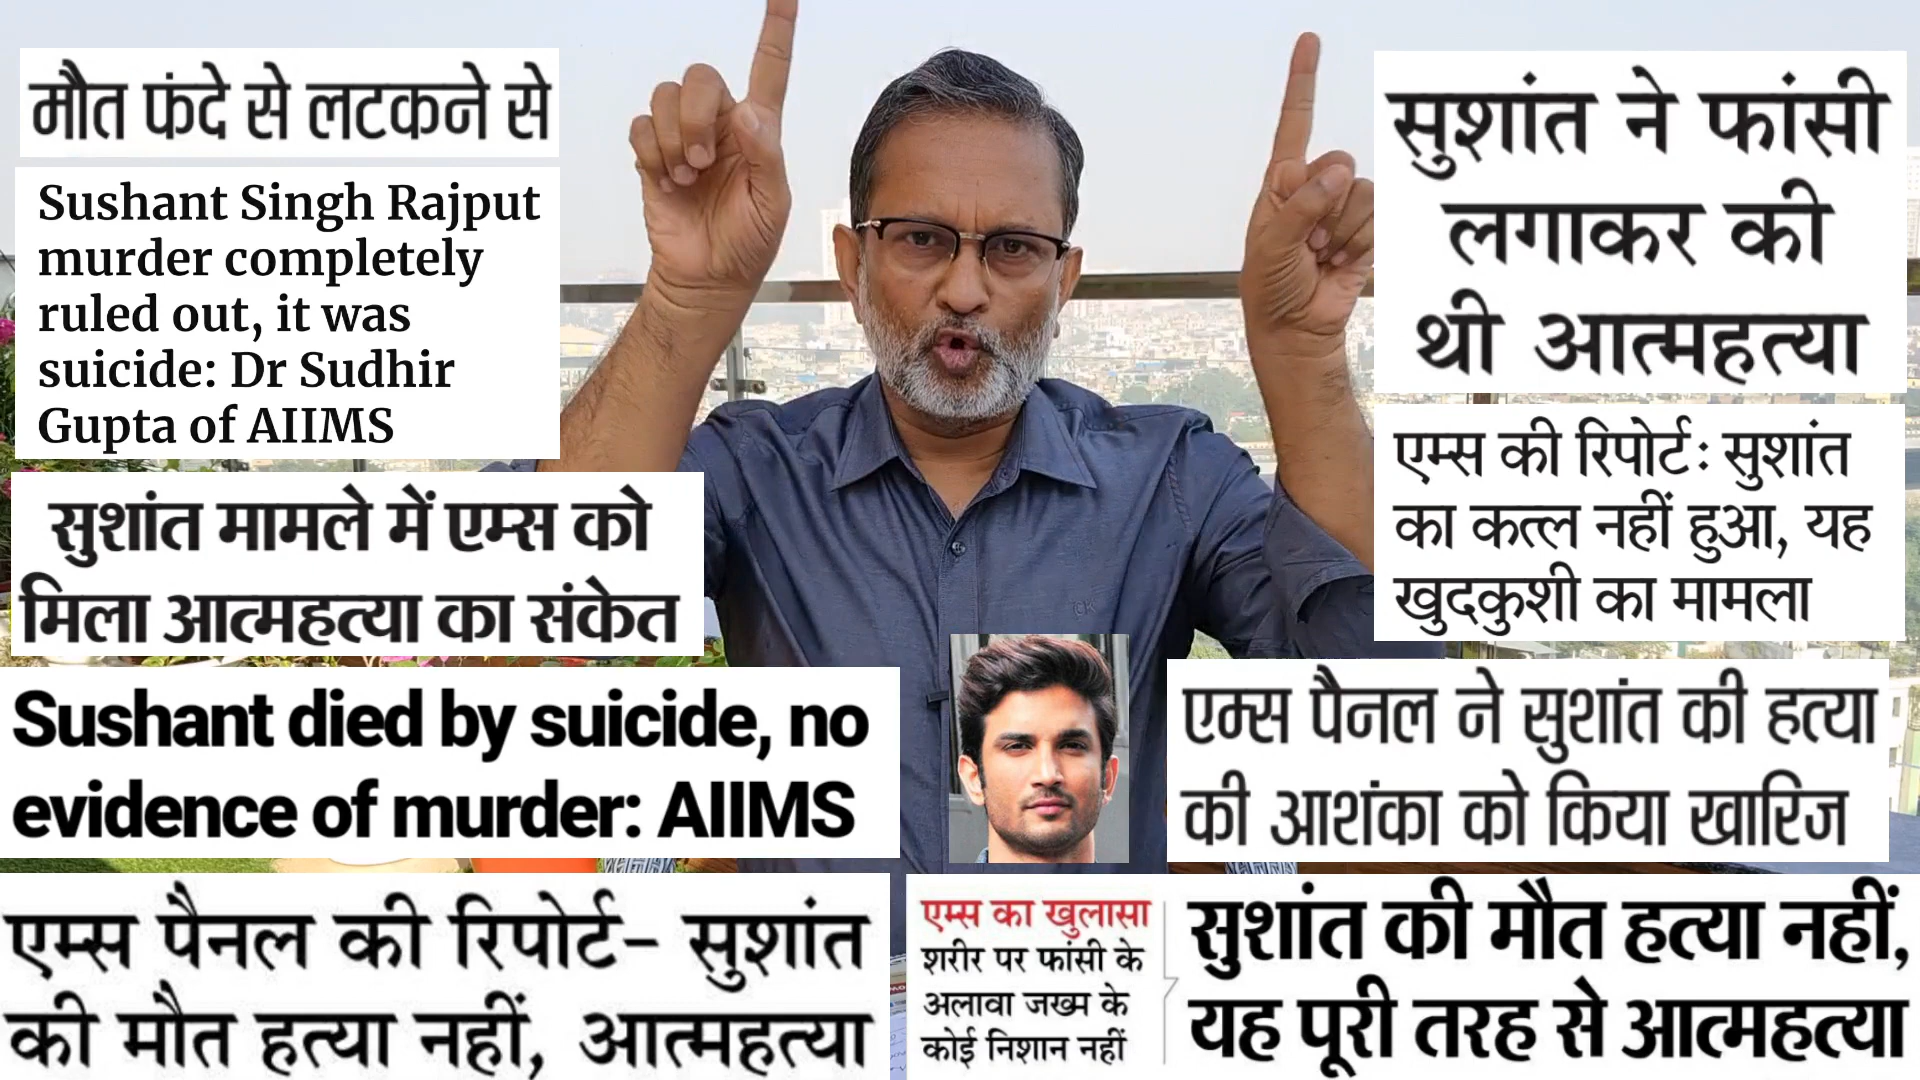 मौत फंदे से लटकने से
Sushant Singh Rajput
murder completely
ruled out, it was
suicide: Dr Sudhir
Gupta of AIIMS
सुशांत मामले में एम्स को
मिला आत्महत्या का संकेत
Sushant died by suicide, no
evidence of murder: AIIMS
एम्स पैनल की रिपोर्ट- सुशांत
की मौत हत्या नहीं, आत्महत्या
सुशांत ने फांसी
लगाकर की
थी आत्महत्या
एम्स की रिपोर्टः सुशांत
का कत्ल नहीं हुआ, यह
खुदकुशी का मामला
एम्स पैनल ने सुशांत की हत्या
की आशंका को किया खारिज
एम्स का खुलासा
शरीर पर फांसी के
अलावा जख्म के
कोई निशान नहीं
सुशांत की मौत हत्या नहीं,
यह पूरी तरह से आत्महत्या
CK